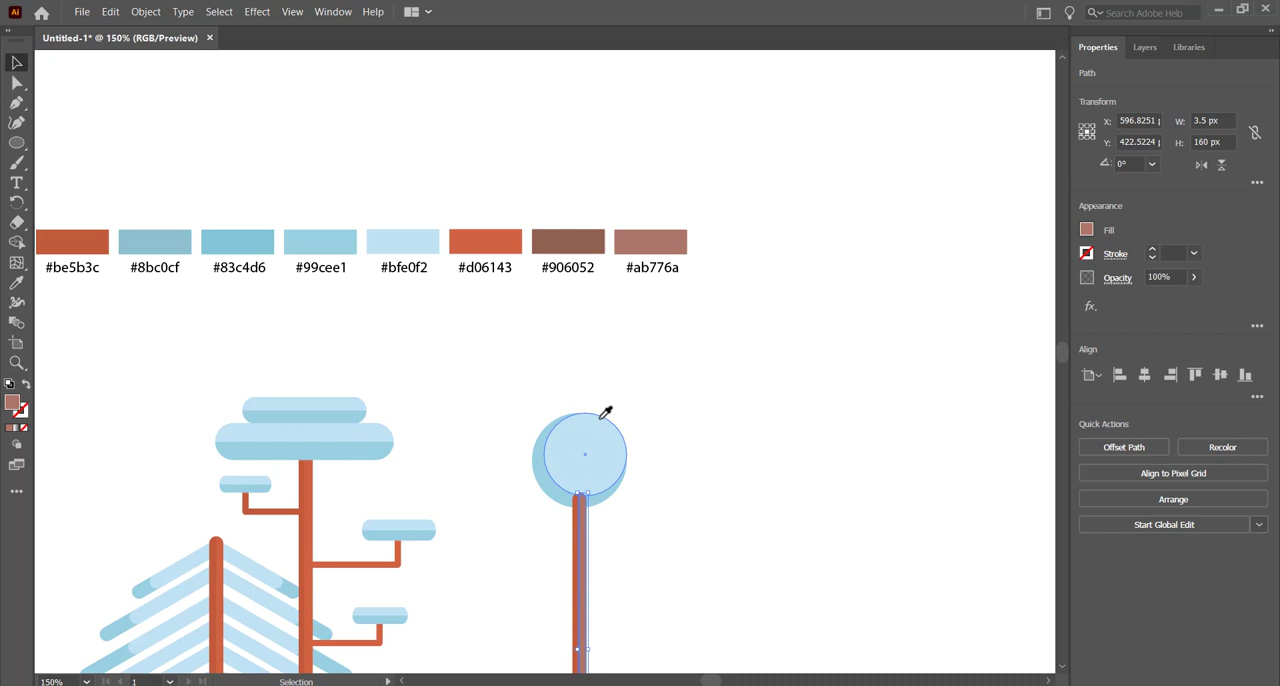 Ai File Edit Object Type Select Effect View Window Help Search Adobe Help
Untitled-1* @ 150% (RGB/Preview) ×
Properties Layers Libraries
Path
Transform
X: 596.8251 W: 3.5 px
Y: 422.5224 H: 160 px
0°
Appearance
Fill
Stroke
Opacity 100%
fx.
Align
Quick Actions
Offset Path Recolor
Align to Pixel Grid
Arrange
Start Global Edit
#be5b3c #8bc0cf #83c4d6 #99cee1 #bfe0f2 #d06143 #906052 #ab776a
150% 1 Selection